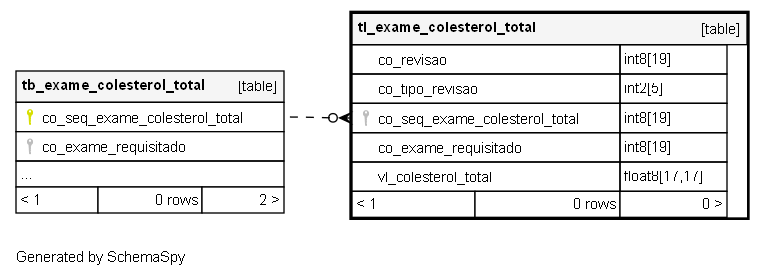 tb_exame_colesterol_total [table]
co_seq_exame_colesterol_total
co_exame_requisitado
...
< 1 0 rows 2 >
tl_exame_colesterol_total [table]
co_revisao int8[19]
co_tipo_revisao int2[5]
co_seq_exame_colesterol_total int8[19]
co_exame_requisitado int8[19]
vl_colesterol_total float8[17,17]
< 1 0 rows 0 >
Generated by SchemaSpy